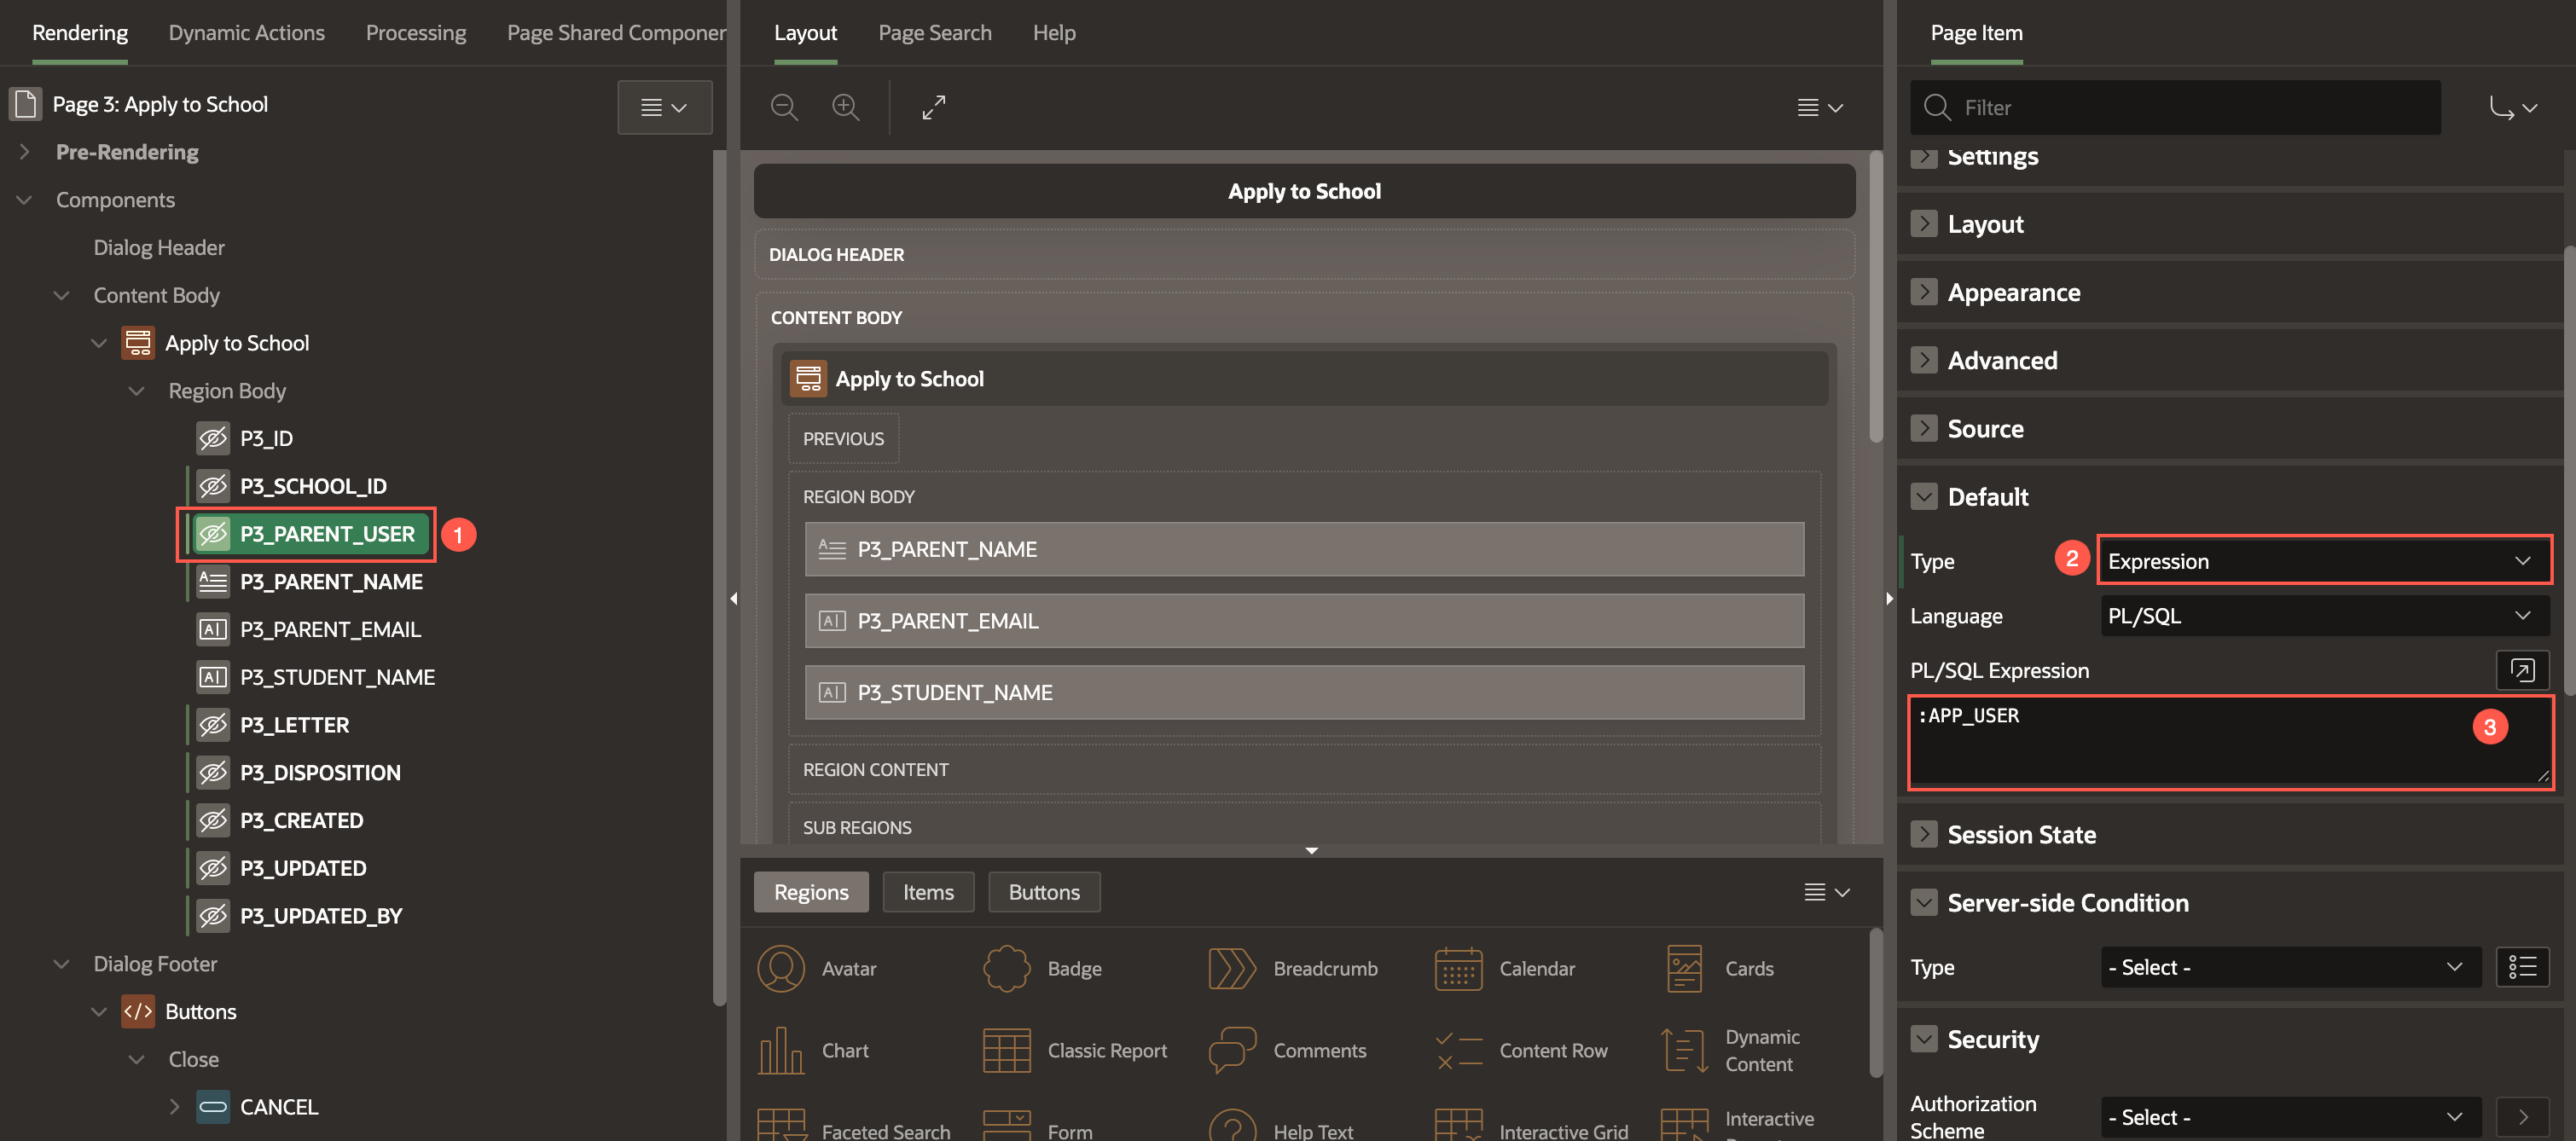 Rendering
Dynamic Actions
Processing
Page Shared Componer
Page 3: Apply to School
Pre-Rendering
Components
Dialog Header
Content Body
Apply to School
Region Body
P3_ID
P3_SCHOOL_ID
P3_PARENT_USER
1
P3_PARENT_NAME
P3_PARENT_EMAIL
P3_STUDENT_NAME
P3_LETTER
P3_DISPOSITION
P3_CREATED
P3_UPDATED
P3_UPDATED_BY
Dialog Footer
Buttons
Close
CANCEL
Layout
Page Search
Help
Apply to School
DIALOG HEADER
CONTENT BODY
Apply to School
PREVIOUS
REGION BODY
P3_PARENT_NAME
P3_PARENT_EMAIL
P3_STUDENT_NAME
REGION CONTENT
SUB REGIONS
Regions
Items
Buttons
Avatar
Badge
Breadcrumb
Calendar
Cards
Chart
Classic Report
Comments
Content Row
Dynamic
Content
Faceted Search
Form
Help Text
Interactive Grid
Interactive
Page Item
Filter
Settings
Layout
Appearance
Advanced
Source
Default
Type
2
Expression
Language
PL/SQL
PL/SQL Expression
:APP_USER
3
Session State
Server-side Condition
Type
- Select -
Security
Authorization
Scheme
- Select -